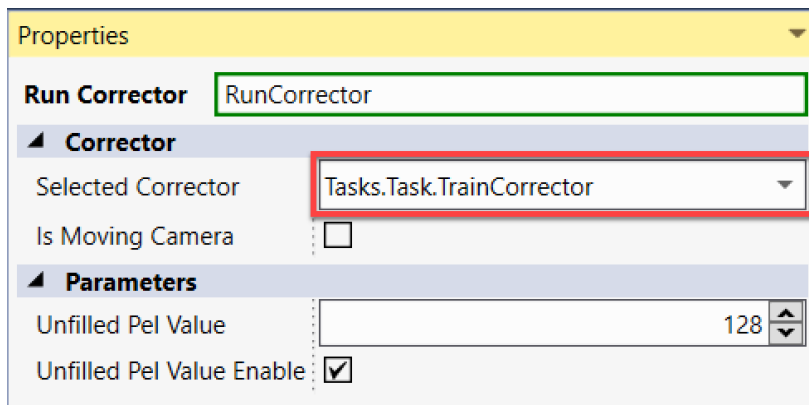 Properties
Run Corrector RunCorrector
Corrector
Selected Corrector Tasks.Task.TrainCorrector
Is Moving Camera
Parameters
Unfilled Pel Value 128
Unfilled Pel Value Enable